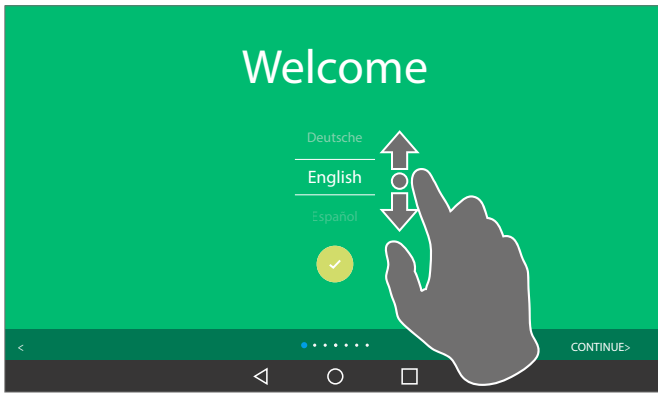 Welcome
Deutsche
English
Español
< CONTINUE>